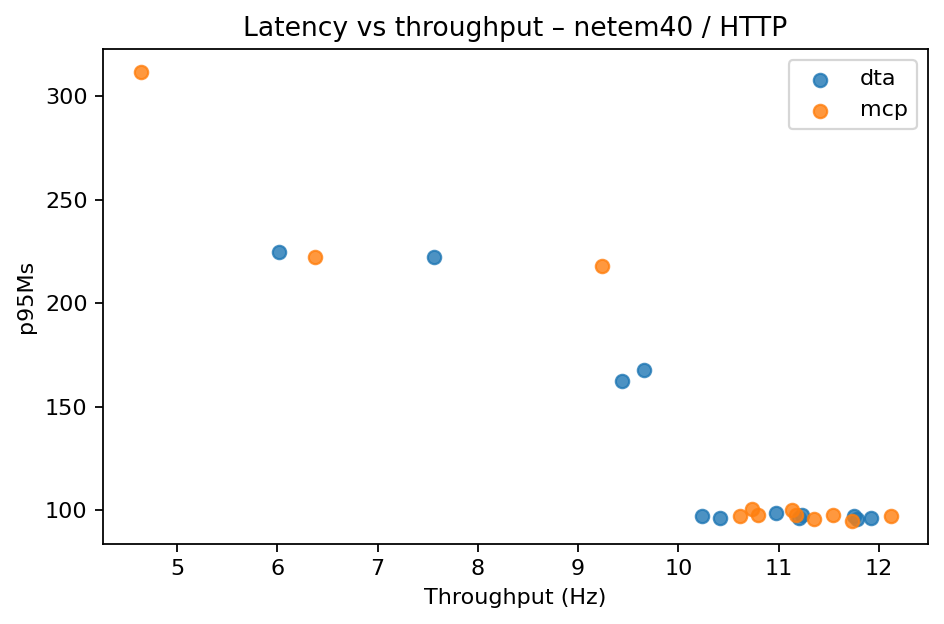 Latency vs throughput – netem40 / HTTP
dta
mcp
300
250
200
150
100
p95Ms
5 6 7 8 9 10 11 12
Throughput (Hz)